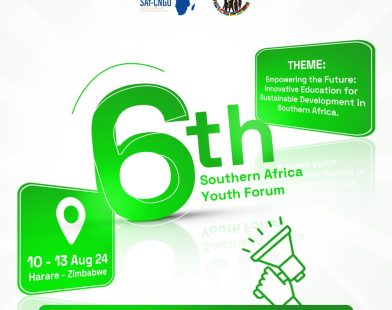 SAf-CNGO
THEME:
Empowering the Future:
Innovative Education for
Sustainable Development in
Southern Africa.
6th
Southern Africa
Youth Forum
10 - 13 Aug 24
Harare - Zimbabwe